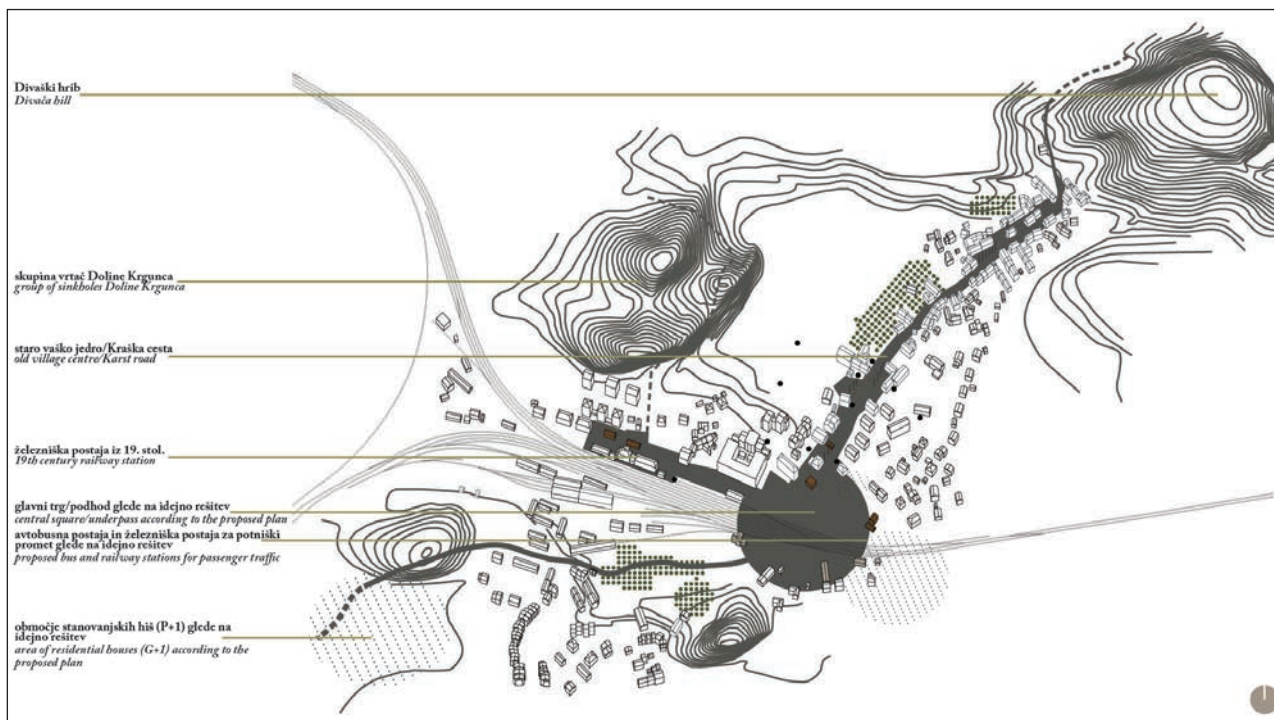 Divaški hrib
Divača hill
skupina vrtač Doline Krgunca
group of sinkholes Doline Krgunca
staro vaško jedro/Kraška cesta
old village centre/Karst road
železniška postaja iz 19. stol.
19th century railway station
glavni trg/podhod glede na idejno rešitev
central square/underpass according to the proposed plan
avtobusna postaja in železniška postaja za potniški
promet glede na idejno rešitev
proposed bus and railway stations for passenger traffic
območje stanovanjskih hiš (P+1) glede na
idejno rešitev
area of residential houses (G+1) according to the
proposed plan